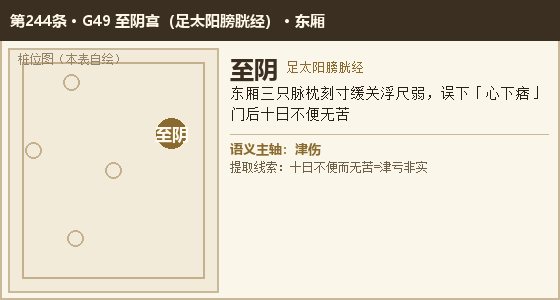 第244条・G49 至阴宫（足太阳膀胱经）・东厢
桩位图（本表自绘）
至阴
至阴 足太阳膀胱经
东厢三只脉枕刻寸缓关浮尺弱，误下「心下痞」
门后十日不便无苦
语义主轴：津伤
提取线索：十日不便而无苦=津亏非实